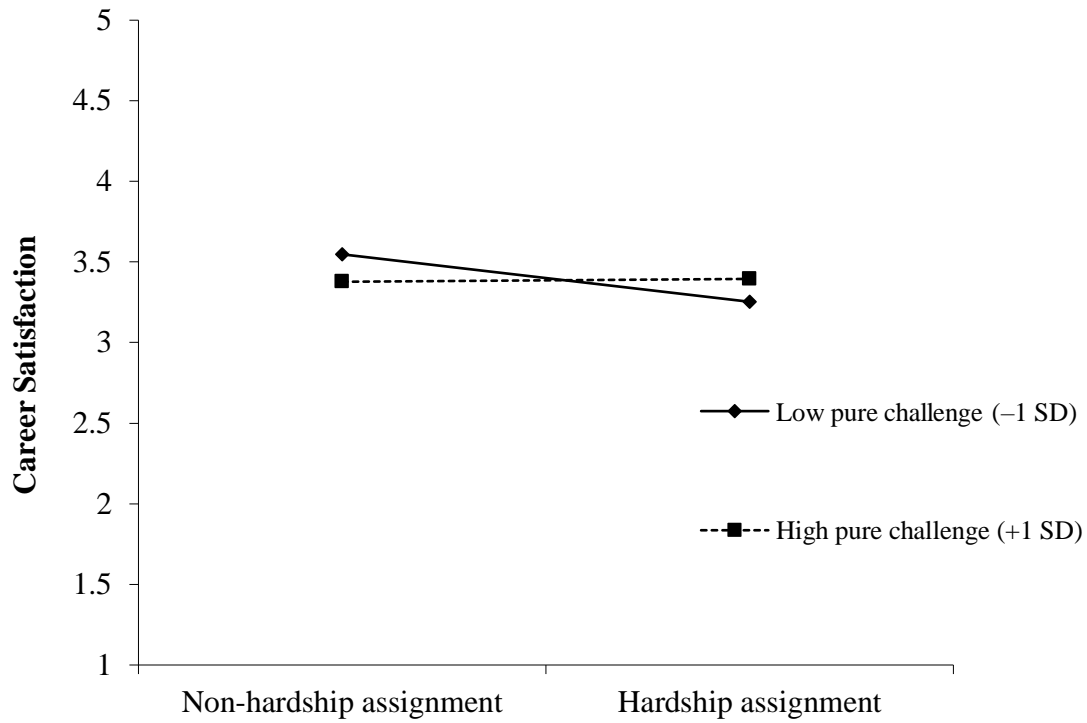 5
4.5
4
3.5
3
2.5
2
1.5
1
Career Satisfaction
Non-hardship assignment
Hardship assignment
Low pure challenge (–1 SD)
High pure challenge (+1 SD)